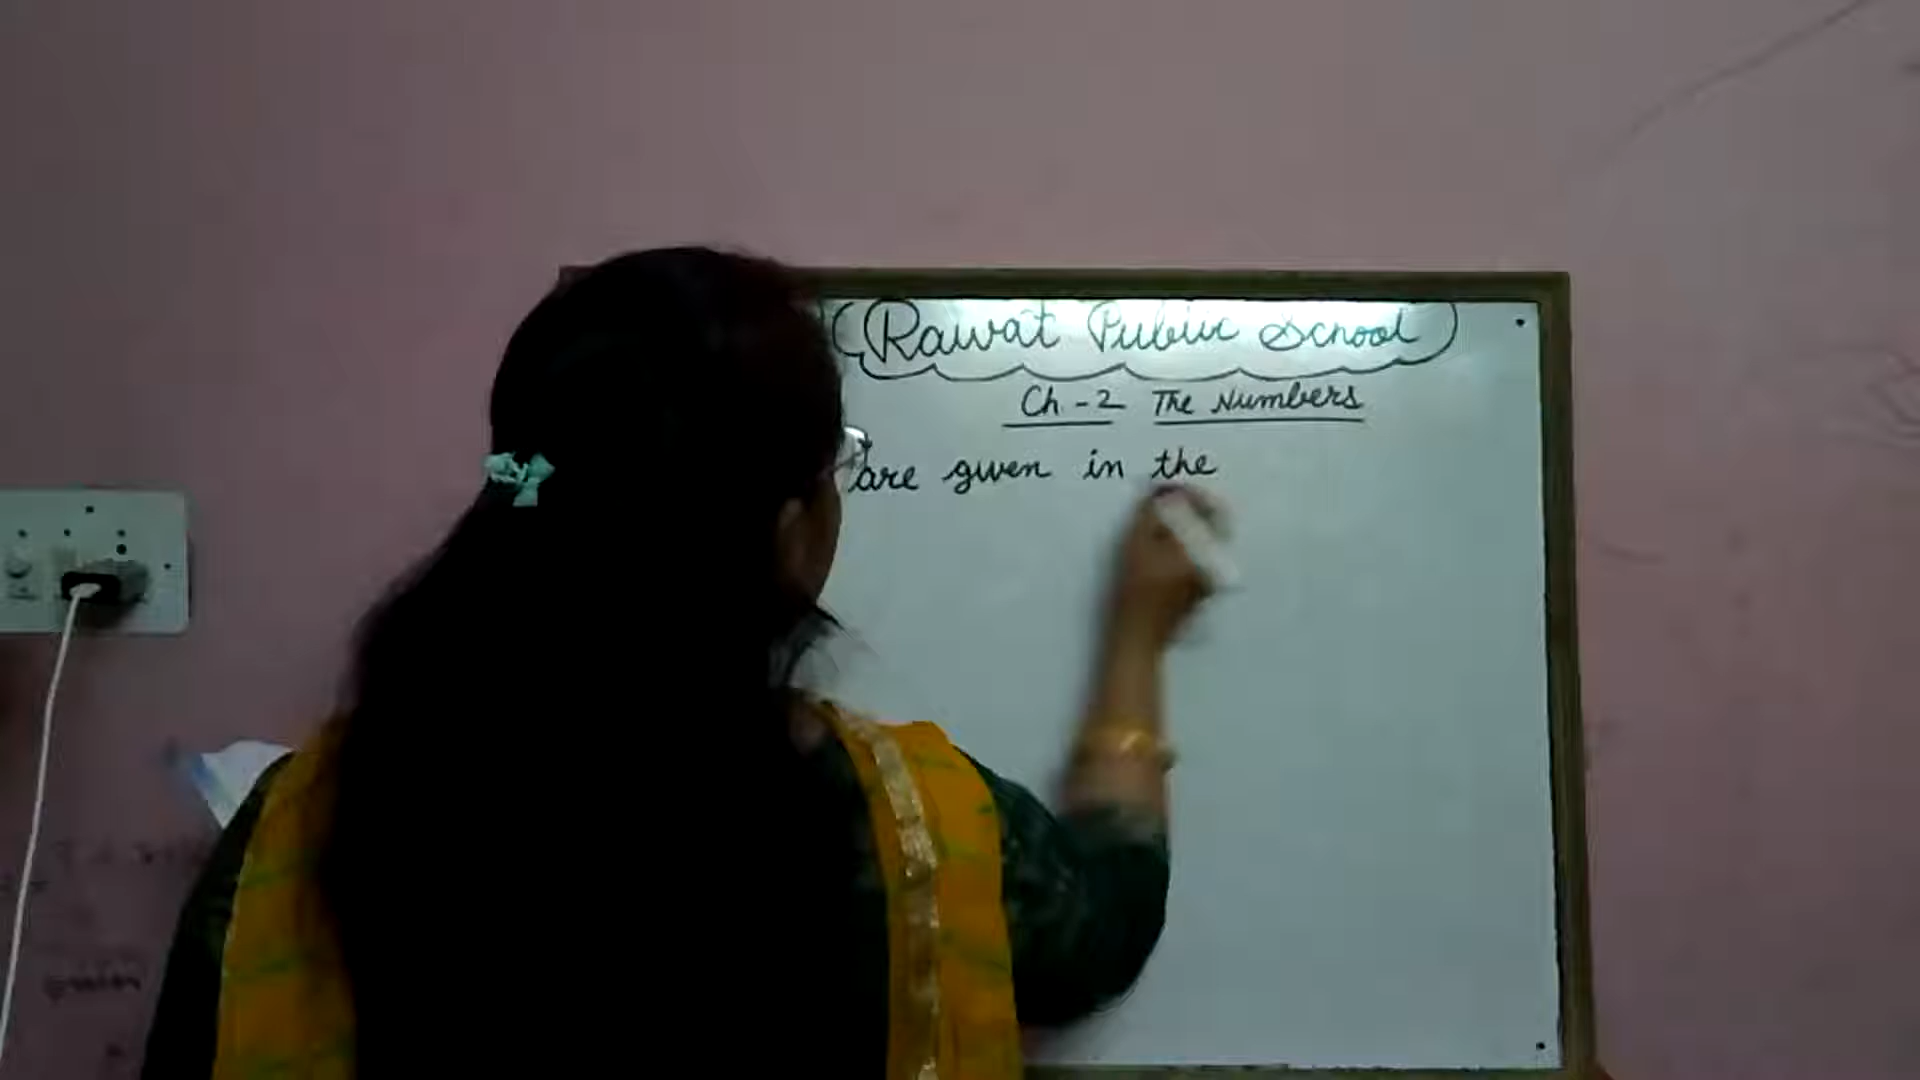 Rawat Public School
Ch - 2 The Numbers
are given in the